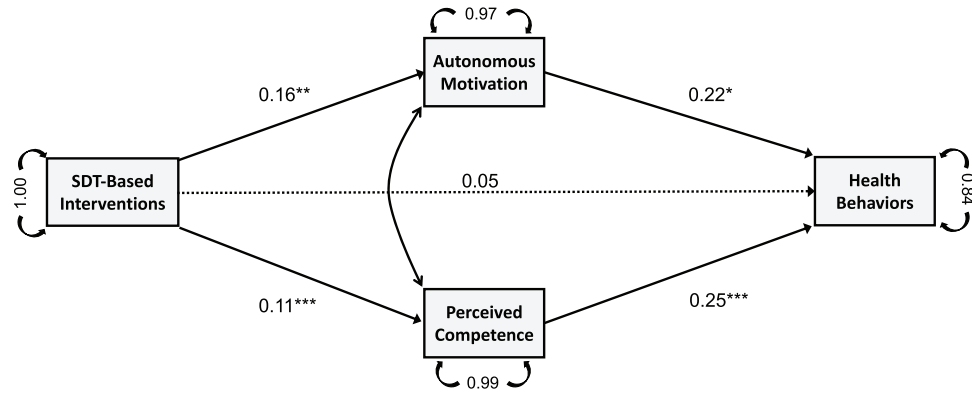 0.97
Autonomous
Motivation
0.16**
0.22*
1.00
SDT-Based
Interventions
0.05
Health
Behaviors
0.84
0.11***
0.25***
Perceived
Competence
0.99